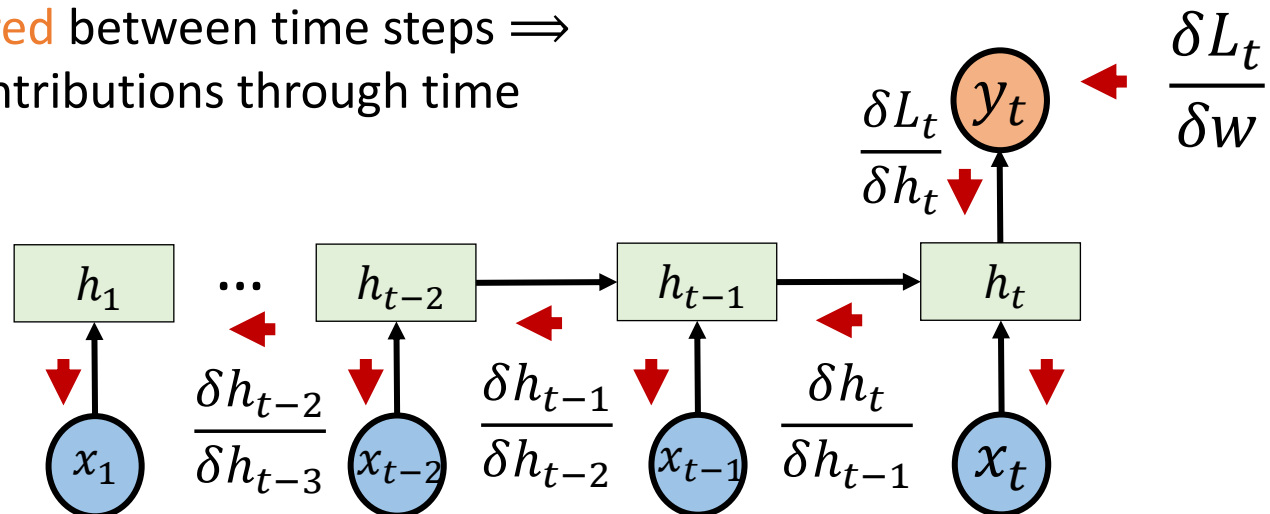 red between time steps ⟹
ntributions through time
δL_t / δw
y_t
δL_t / δh_t
h_1 ... h_{t−2} h_{t−1} h_t
δh_{t−2} / δh_{t−3} δh_{t−1} / δh_{t−2} δh_t / δh_{t−1}
x_1 x_{t−2} x_{t−1} x_t